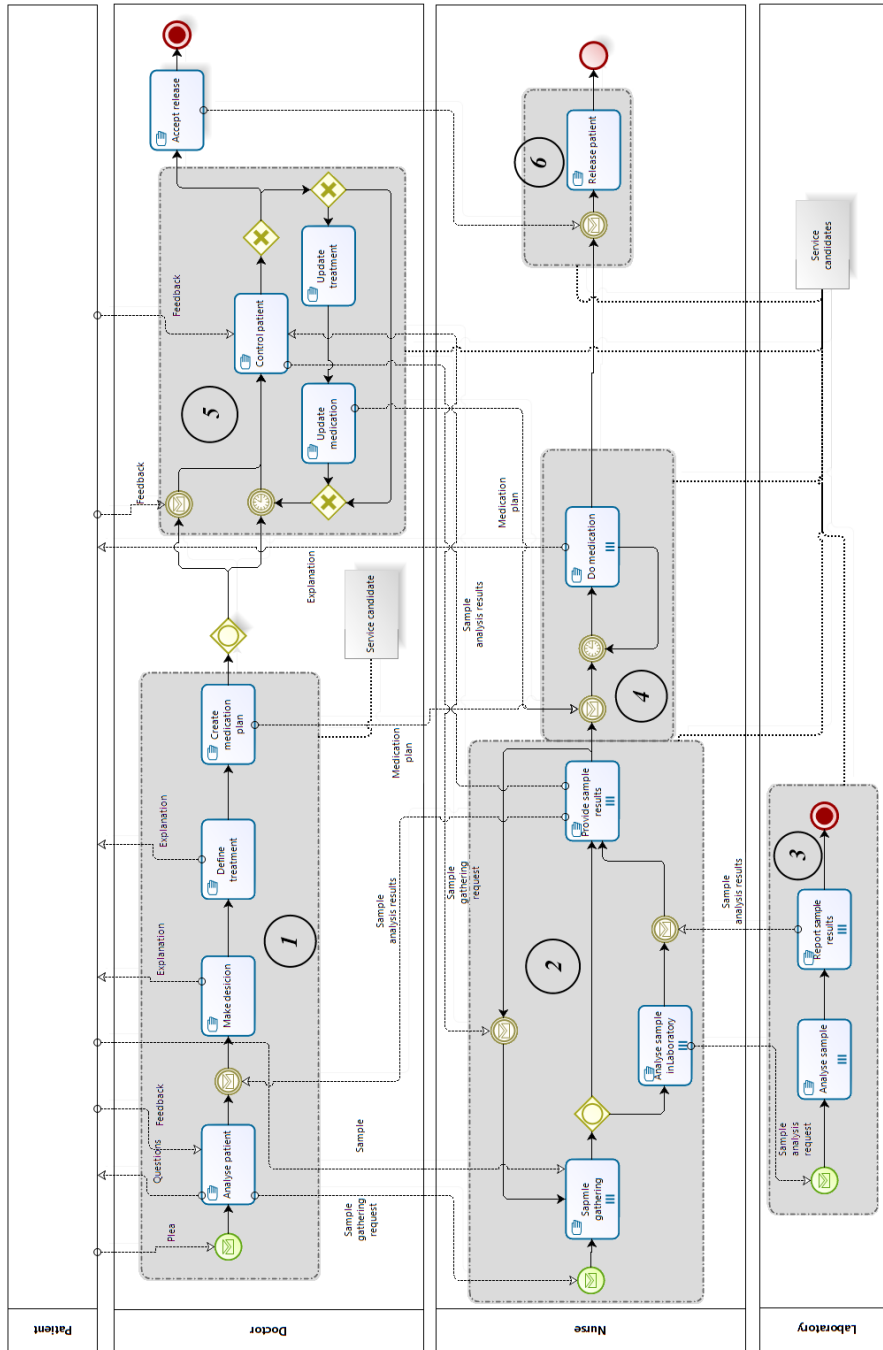 Patient
Plea
Questions
Feedback
Explanation
Explanation
Explanation
Feedback
Feedback
Doctor
Analyse patient
Make desicion
Define
treatment
Create
medication
plan
1
Service candidate
Control patient
Update
treatment
Update
medication
5
Accept release
Sample
gathering
request
Sample
Sample
analysis results
Medication
plan
Sample
gathering
request
Sample
analysis results
Medication
plan
Nurse
Sapmle
gathering
Analyse sample
inLaboratory
Provide sample
results
2
Do medication
4
Release patient
6
Sample
analysis
request
Sample
analysis results
Laboratory
Analyse sample
Report sample
results
3
Service
candidates